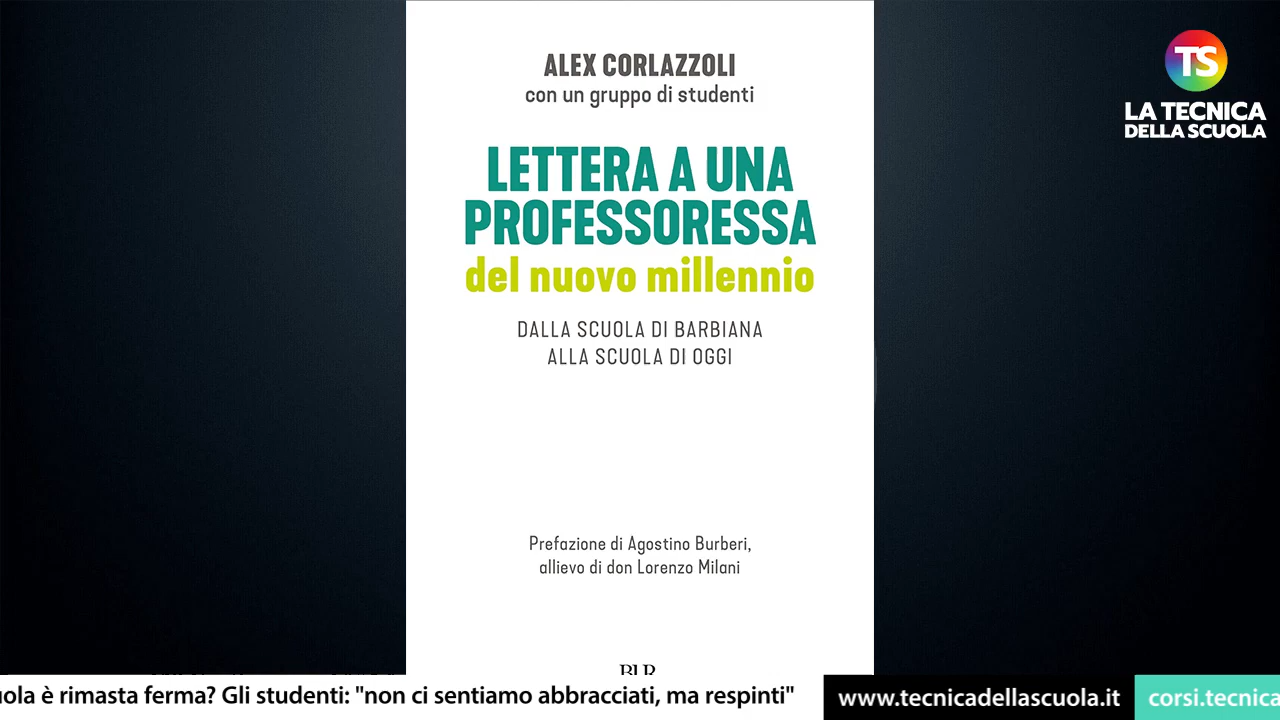 ALEX CORLAZZOLI
con un gruppo di studenti
LETTERA A UNA
PROFESSORESSA
del nuovo millennio
DALLA SCUOLA DI BARBIANA
ALLA SCUOLA DI OGGI
Prefazione di Agostino Burberi,
allievo di don Lorenzo Milani
BUR
TS
LA TECNICA
DELLA SCUOLA
uola è rimasta ferma? Gli studenti: "non ci sentiamo abbracciati, ma respinti"
www.tecnicadellascuola.it
corsi.tecnica